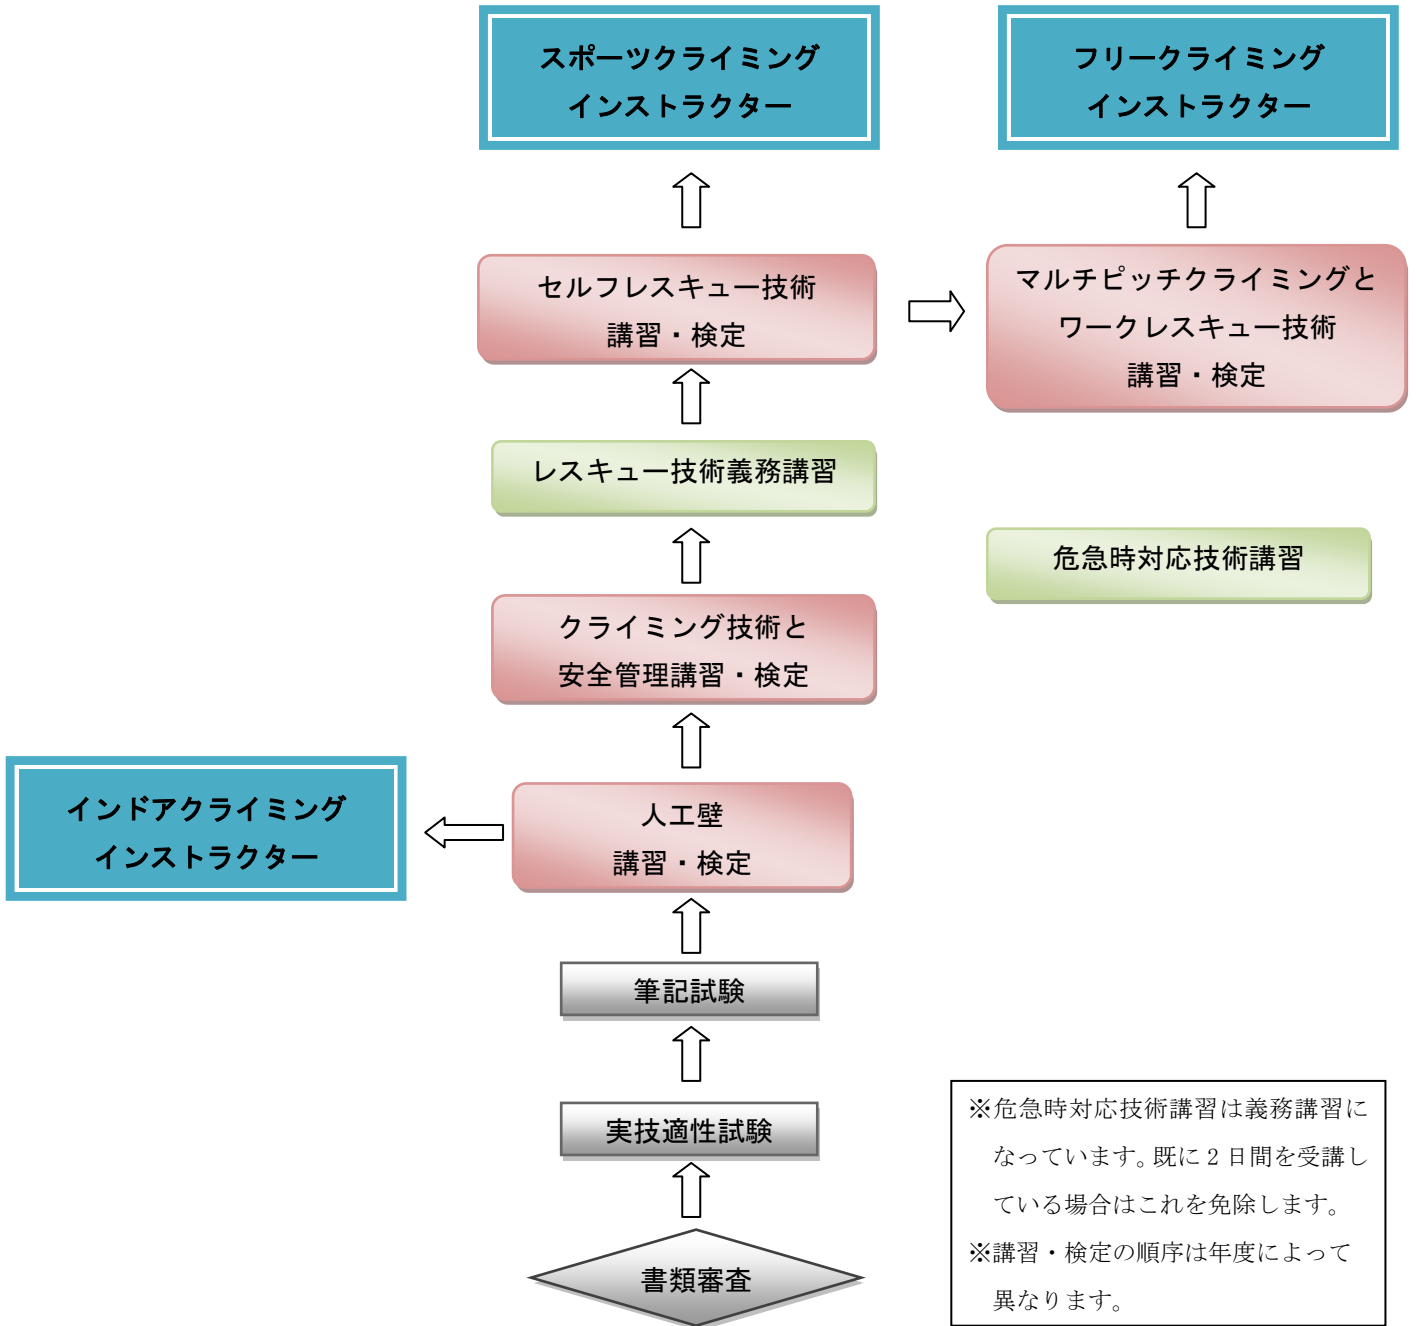 スポーツクライミング
インストラクター
フリークライミング
インストラクター
セルフレスキュー技術
講習・検定
マルチピッチクライミングと
ワークレスキュー技術
講習・検定
レスキュー技術義務講習
危急時対応技術講習
クライミング技術と
安全管理講習・検定
インドアクライミング
インストラクター
人工壁
講習・検定
筆記試験
実技適性試験
書類審査
※危急時対応技術講習は義務講習に
なっています。既に2日間を受講し
ている場合はこれを免除します。
※講習・検定の順序は年度によって
異なります。